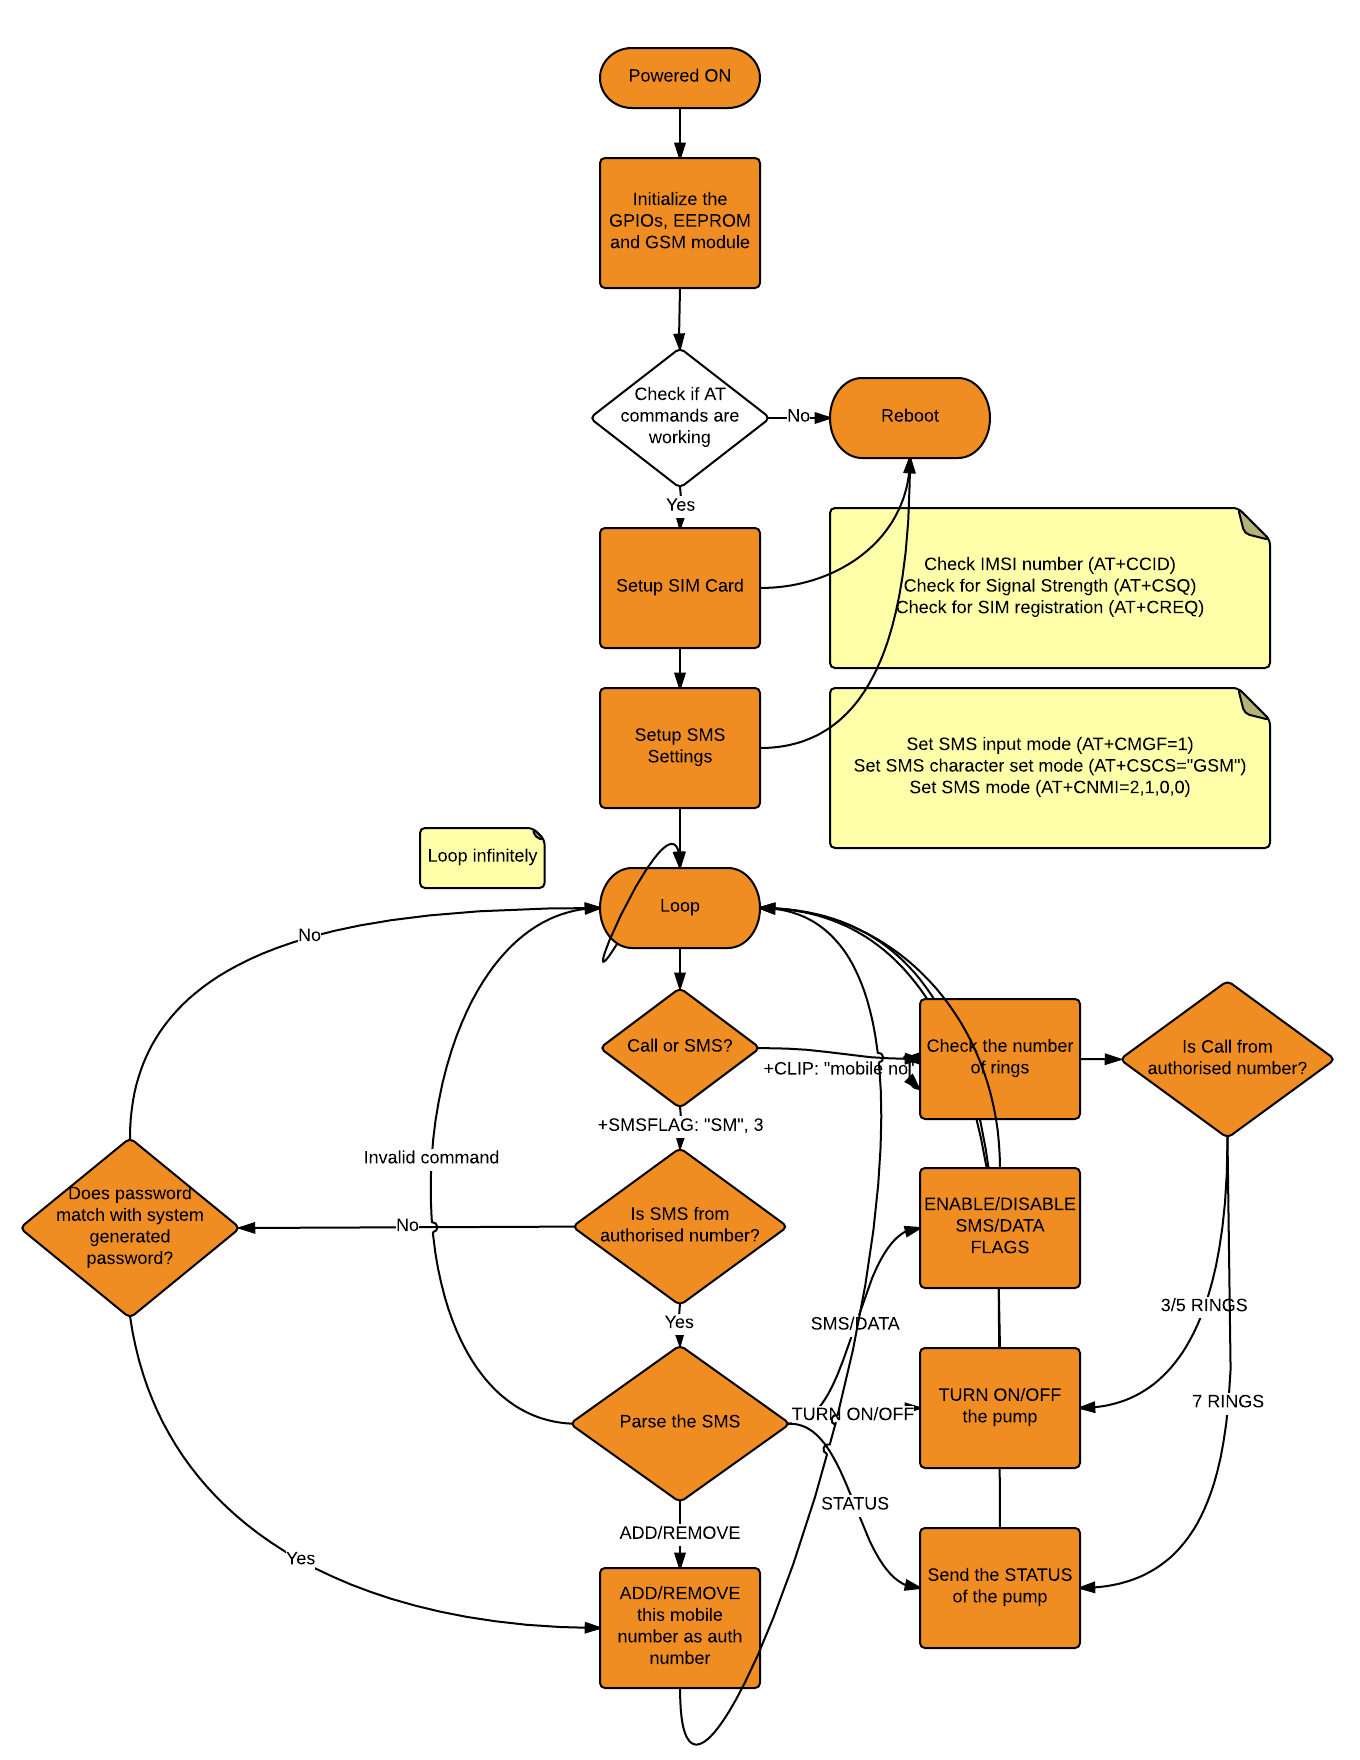 Powered ON
Initialize the
GPIOs, EEPROM
and GSM module
Check if AT
commands are
working
No
Reboot
Yes
Setup SIM Card
Check IMSI number (AT+CCID)
Check for Signal Strength (AT+CSQ)
Check for SIM registration (AT+CREQ)
Setup SMS
Settings
Set SMS input mode (AT+CMGF=1)
Set SMS character set mode (AT+CSCS="GSM")
Set SMS mode (AT+CNMI=2,1,0,0)
Loop infinitely
Loop
No
Call or SMS?
+CLIP: "mobile no"
Check the number
of rings
Is Call from
authorised number?
+SMSFLAG: "SM", 3
Invalid command
Does password
match with system
generated
password?
No
Is SMS from
authorised number?
ENABLE/DISABLE
SMS/DATA
FLAGS
Yes
SMS/DATA
3/5 RINGS
Parse the SMS
TURN ON/OFF
TURN ON/OFF
the pump
7 RINGS
STATUS
ADD/REMOVE
Yes
ADD/REMOVE
this mobile
number as auth
number
Send the STATUS
of the pump